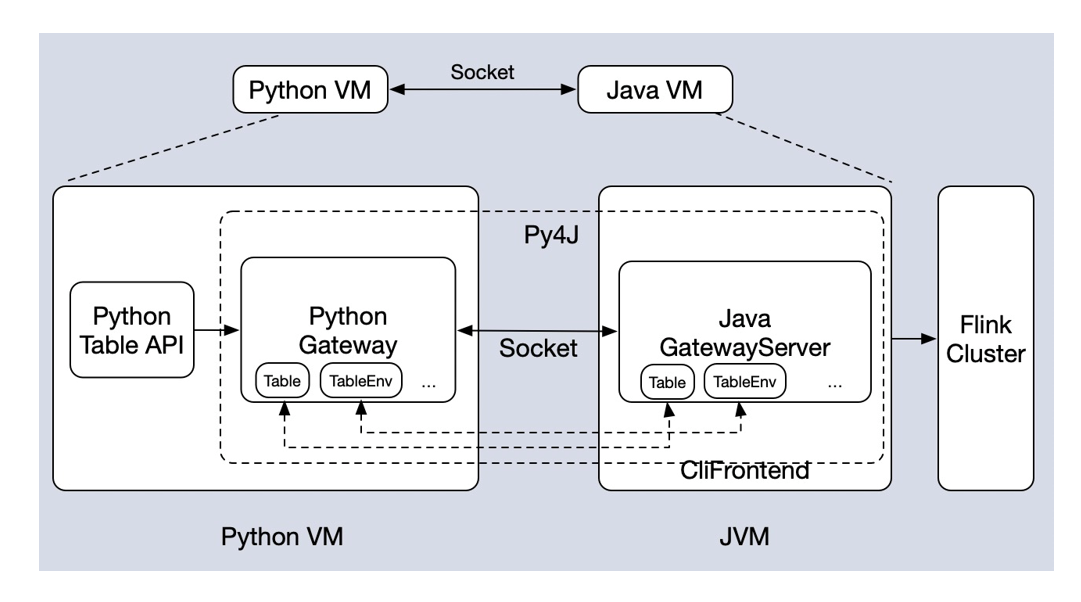 Python VM
Socket
Java VM
Py4J
Python
Table API
Python
Gateway
Table
TableEnv
...
Socket
Java
GatewayServer
Table
TableEnv
...
CliFrontend
Flink
Cluster
Python VM
JVM